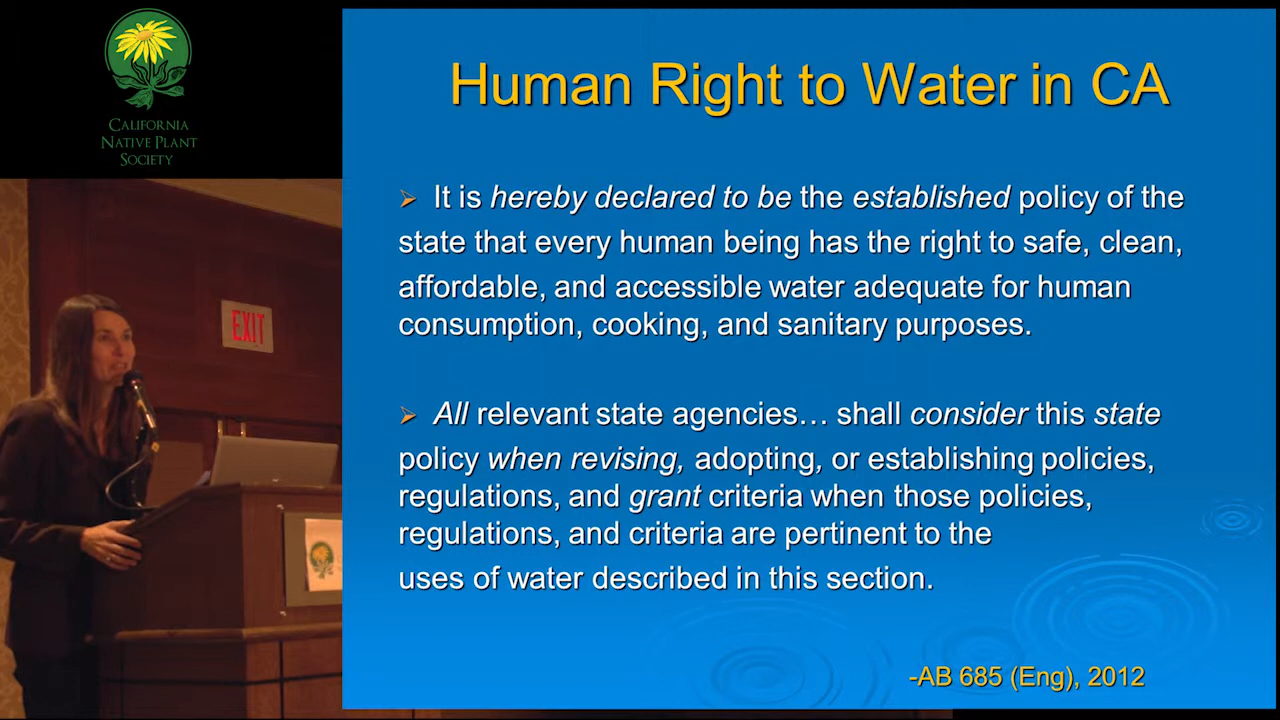 CALIFORNIA
NATIVE PLANT
SOCIETY
EXIT
Human Right to Water in CA
It is hereby declared to be the established policy of the
state that every human being has the right to safe, clean,
affordable, and accessible water adequate for human
consumption, cooking, and sanitary purposes.
All relevant state agencies… shall consider this state
policy when revising, adopting, or establishing policies,
regulations, and grant criteria when those policies,
regulations, and criteria are pertinent to the
uses of water described in this section.
-AB 685 (Eng), 2012